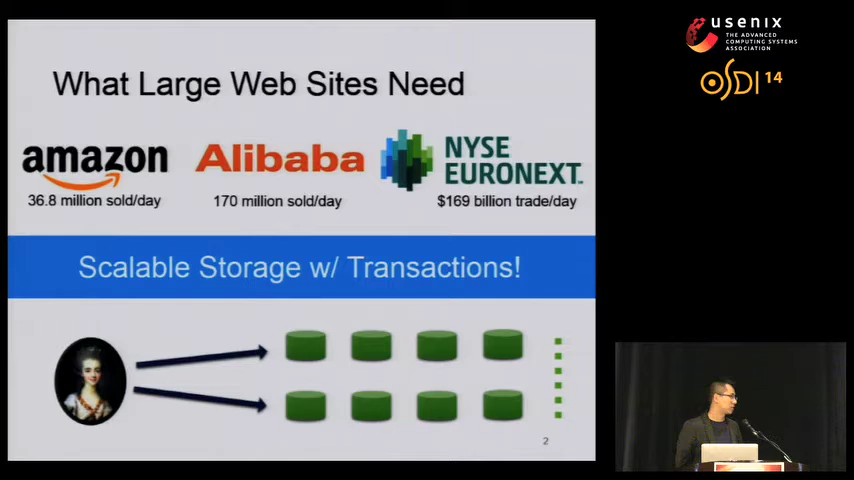 What Large Web Sites Need
amazon
Alibaba
NYSE
EURONEXT
36.8 million sold/day
170 million sold/day
$169 billion trade/day
Scalable Storage w/ Transactions!
2
usenix
THE ADVANCED
COMPUTING SYSTEMS
ASSOCIATION
OSDI 14